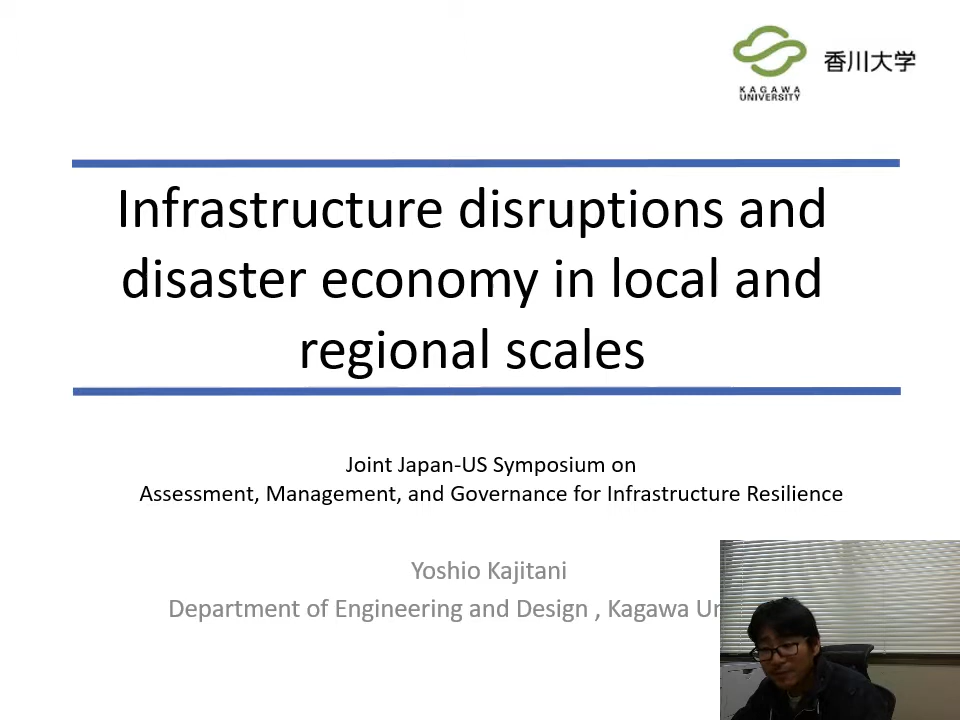 香川大学
KAGAWA
UNIVERSITY
Infrastructure disruptions and
disaster economy in local and
regional scales
Joint Japan-US Symposium on
Assessment, Management, and Governance for Infrastructure Resilience
Yoshio Kajitani
Department of Engineering and Design , Kagawa